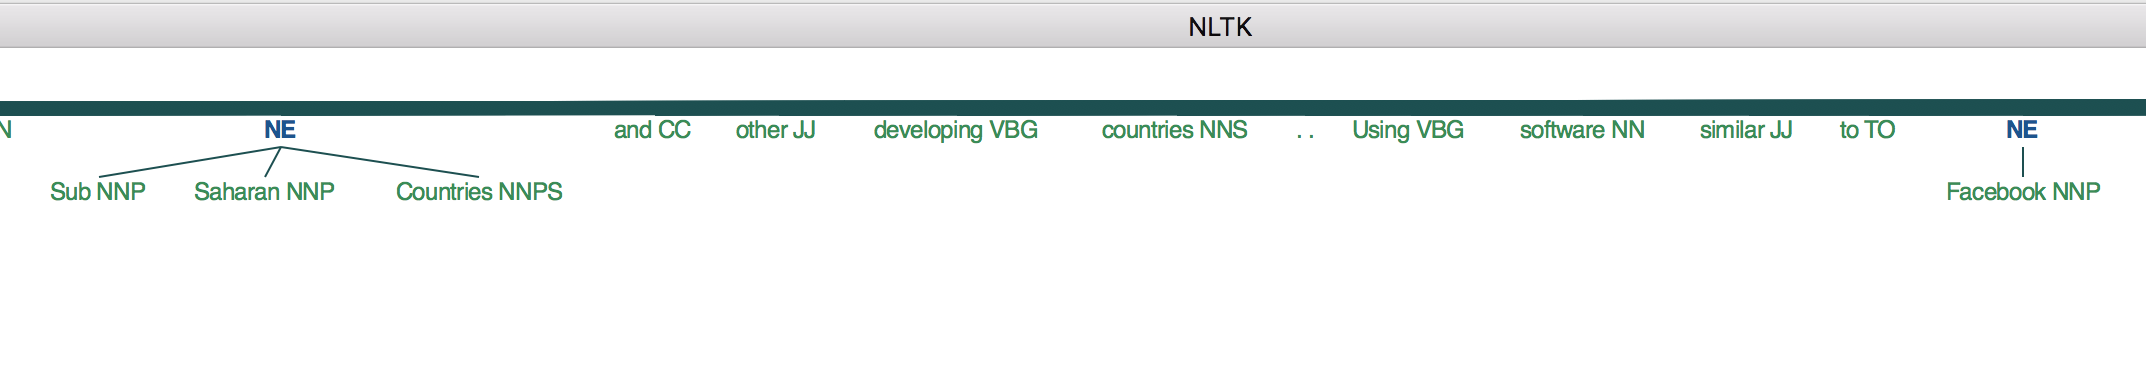 NLTK
N NE and CC other JJ developing VBG countries NNS . . Using VBG software NN similar JJ to TO NE
Sub NNP Saharan NNP Countries NNPS Facebook NNP